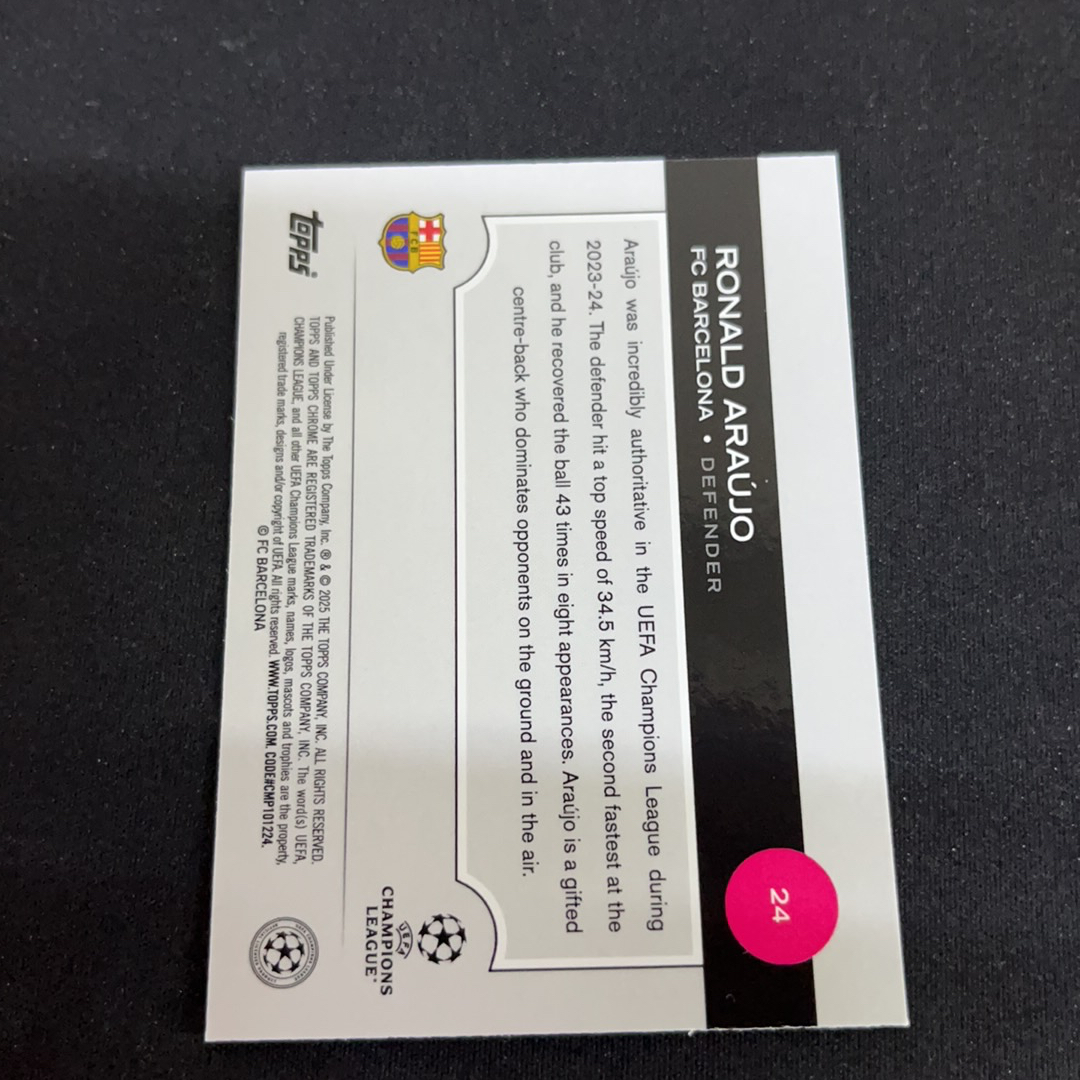 24
RONALD ARAÚJO
FC BARCELONA • DEFENDER
Araújo was incredibly authoritative in the UEFA Champions League during
2023-24. The defender hit a top speed of 34.5 km/h, the second fastest at the
club, and he recovered the ball 43 times in eight appearances. Araújo is a gifted
centre-back who dominates opponents on the ground and in the air.
FCB
UEFA
CHAMPIONS
LEAGUE®
topps®
Published Under License by The Topps Company, Inc. ® & © 2025 THE TOPPS COMPANY, INC. ALL RIGHTS RESERVED.
TOPPS AND TOPPS CHROME ARE REGISTERED TRADEMARKS OF THE TOPPS COMPANY, INC. The word(s) UEFA,
CHAMPIONS LEAGUE, and all other UEFA Champions League marks, names, logos, mascots and trophies are the property,
registered trade marks, designs and/or copyright of UEFA. All rights reserved. WWW.TOPPS.COM. CODE#CMP101224.
© FC BARCELONA